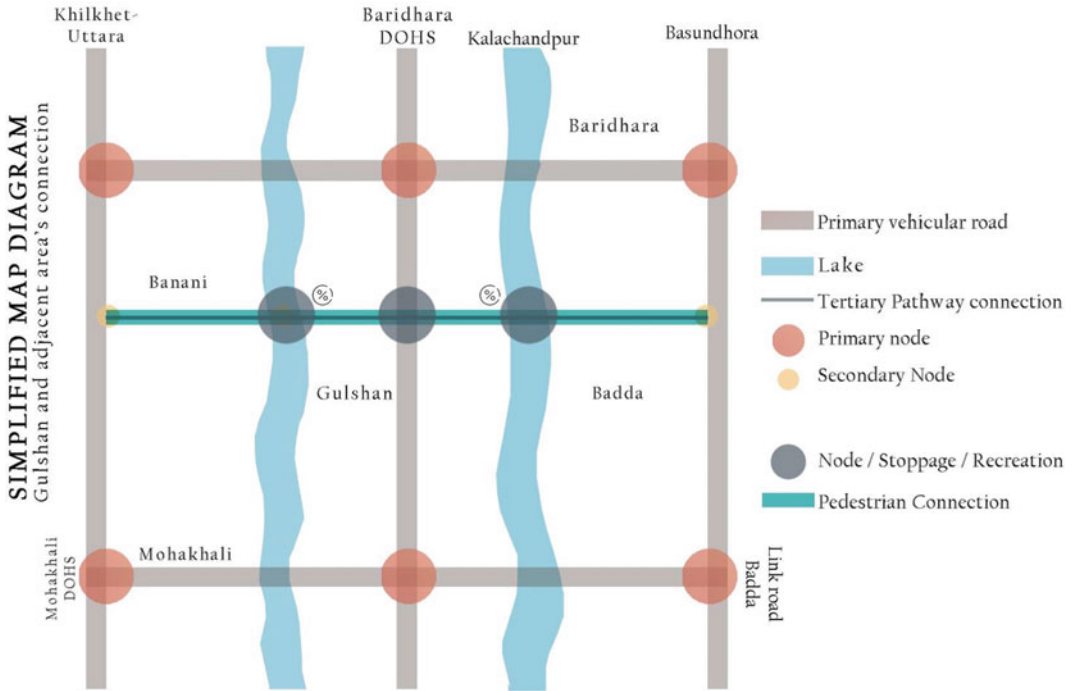 Khilkhet-
Uttara
Baridhara
DOHS
Kalachandpur
Basundhora
SIMPLIFIED MAP DIAGRAM
Gulshan and adjacent area's connection
Baridhara
Banani
%
%
Gulshan
Badda
Mohakhali
Mohakhali
DOHS
Link road
Badda
Primary vehicular road
Lake
Tertiary Pathway connection
Primary node
Secondary Node
Node / Stoppage / Recreation
Pedestrian Connection